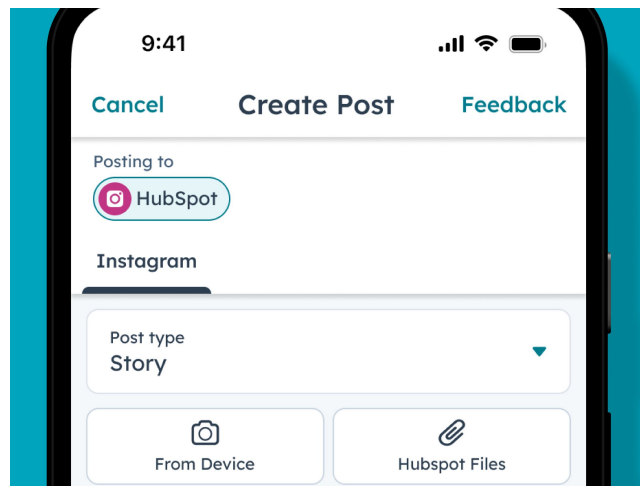 9:41
Cancel Create Post Feedback
Posting to
HubSpot
Instagram
Post type
Story
From Device Hubspot Files